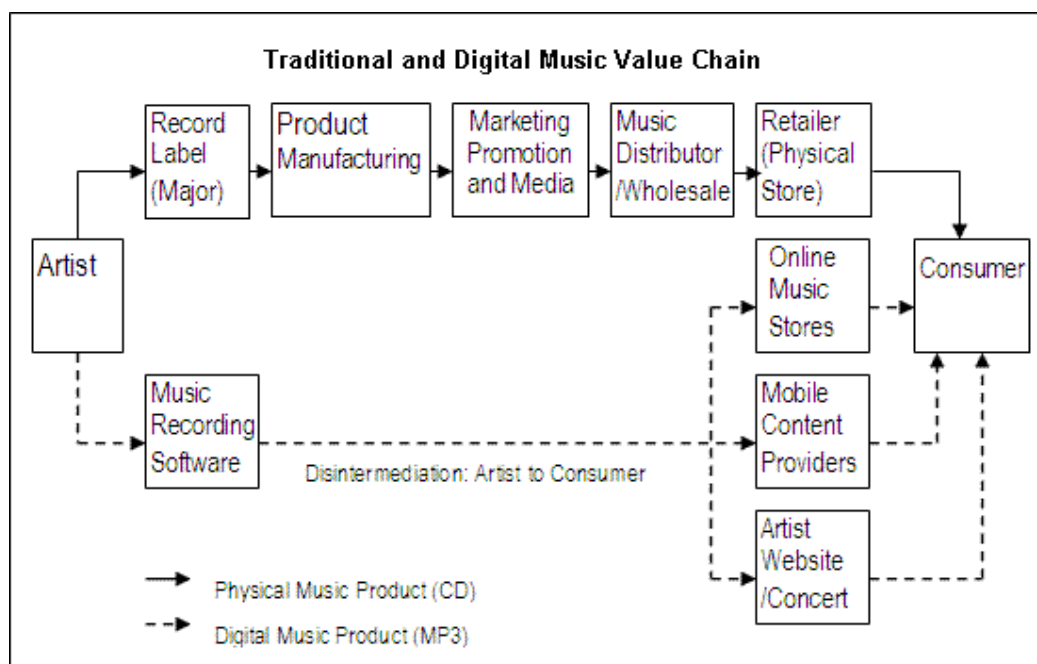 Traditional and Digital Music Value Chain
Record
Label
(Major)
Product
Manufacturing
Marketing
Promotion
and Media
Music
Distributor
/Wholesale
Retailer
(Physical
Store)
Artist
Online
Music
Stores
Consumer
Music
Recording
Software
Mobile
Content
Providers
Disintermediation: Artist to Consumer
Artist
Website
/Concert
Physical Music Product (CD)
Digital Music Product (MP3)